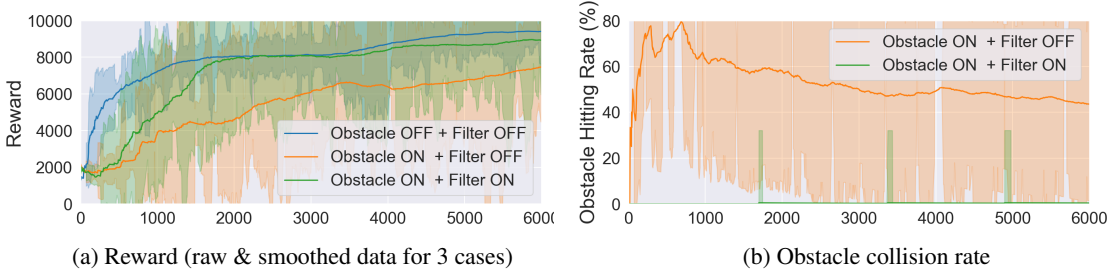 10000
8000
6000
4000
2000
0
Reward
Obstacle OFF + Filter OFF
Obstacle ON + Filter OFF
Obstacle ON + Filter ON
0 1000 2000 3000 4000 5000 6000
(a) Reward (raw & smoothed data for 3 cases)
80
60
40
20
0
Obstacle Hitting Rate (%)
Obstacle ON + Filter OFF
Obstacle ON + Filter ON
0 1000 2000 3000 4000 5000 6000
(b) Obstacle collision rate